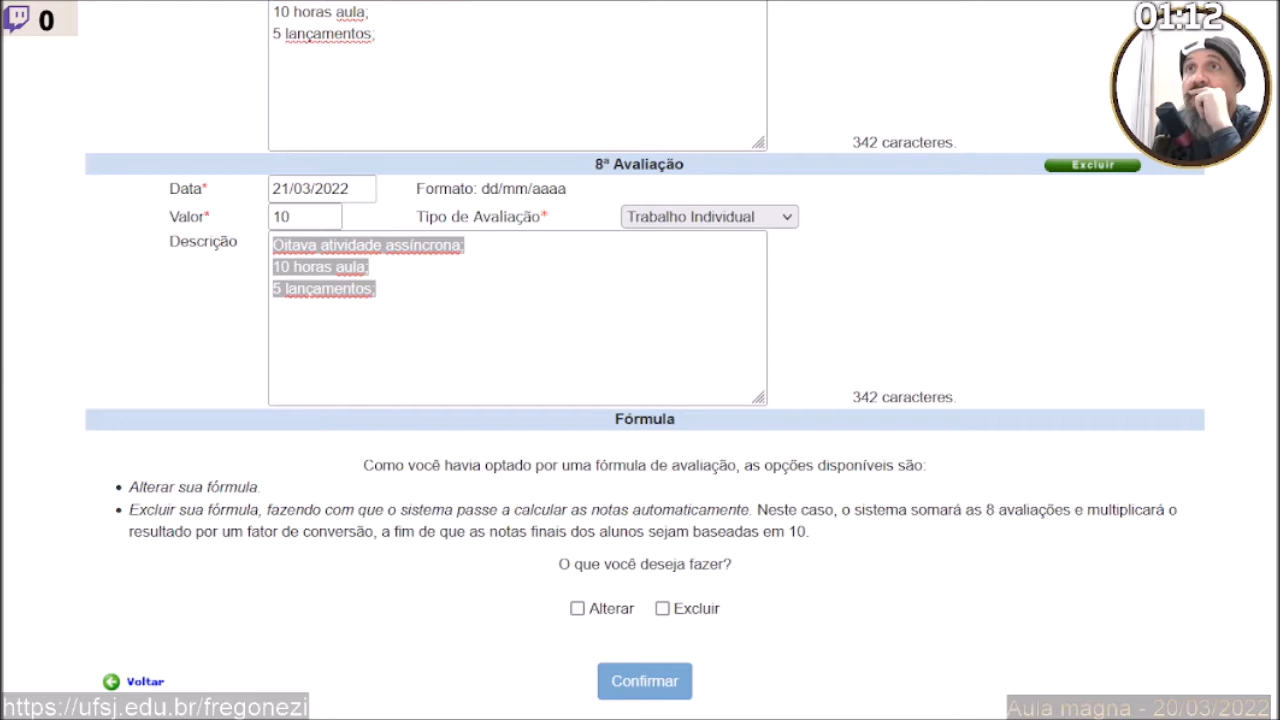 0
01:12
10 horas aula;
5 lançamentos;
342 caracteres.
8ª Avaliação
Excluir
Data*
21/03/2022
Formato: dd/mm/aaaa
Valor*
10
Tipo de Avaliação*
Trabalho Individual
Descrição
Oitava atividade assíncrona;
10 horas aula;
5 lançamentos;
342 caracteres.
Fórmula
Como você havia optado por uma fórmula de avaliação, as opções disponíveis são:
• Alterar sua fórmula.
• Excluir sua fórmula, fazendo com que o sistema passe a calcular as notas automaticamente. Neste caso, o sistema somará as 8 avaliações e multiplicará o
resultado por um fator de conversão, a fim de que as notas finais dos alunos sejam baseadas em 10.
O que você deseja fazer?
Alterar
Excluir
Voltar
Confirmar
https://ufsj.edu.br/fregonezi
Aula magna - 20/03/2022